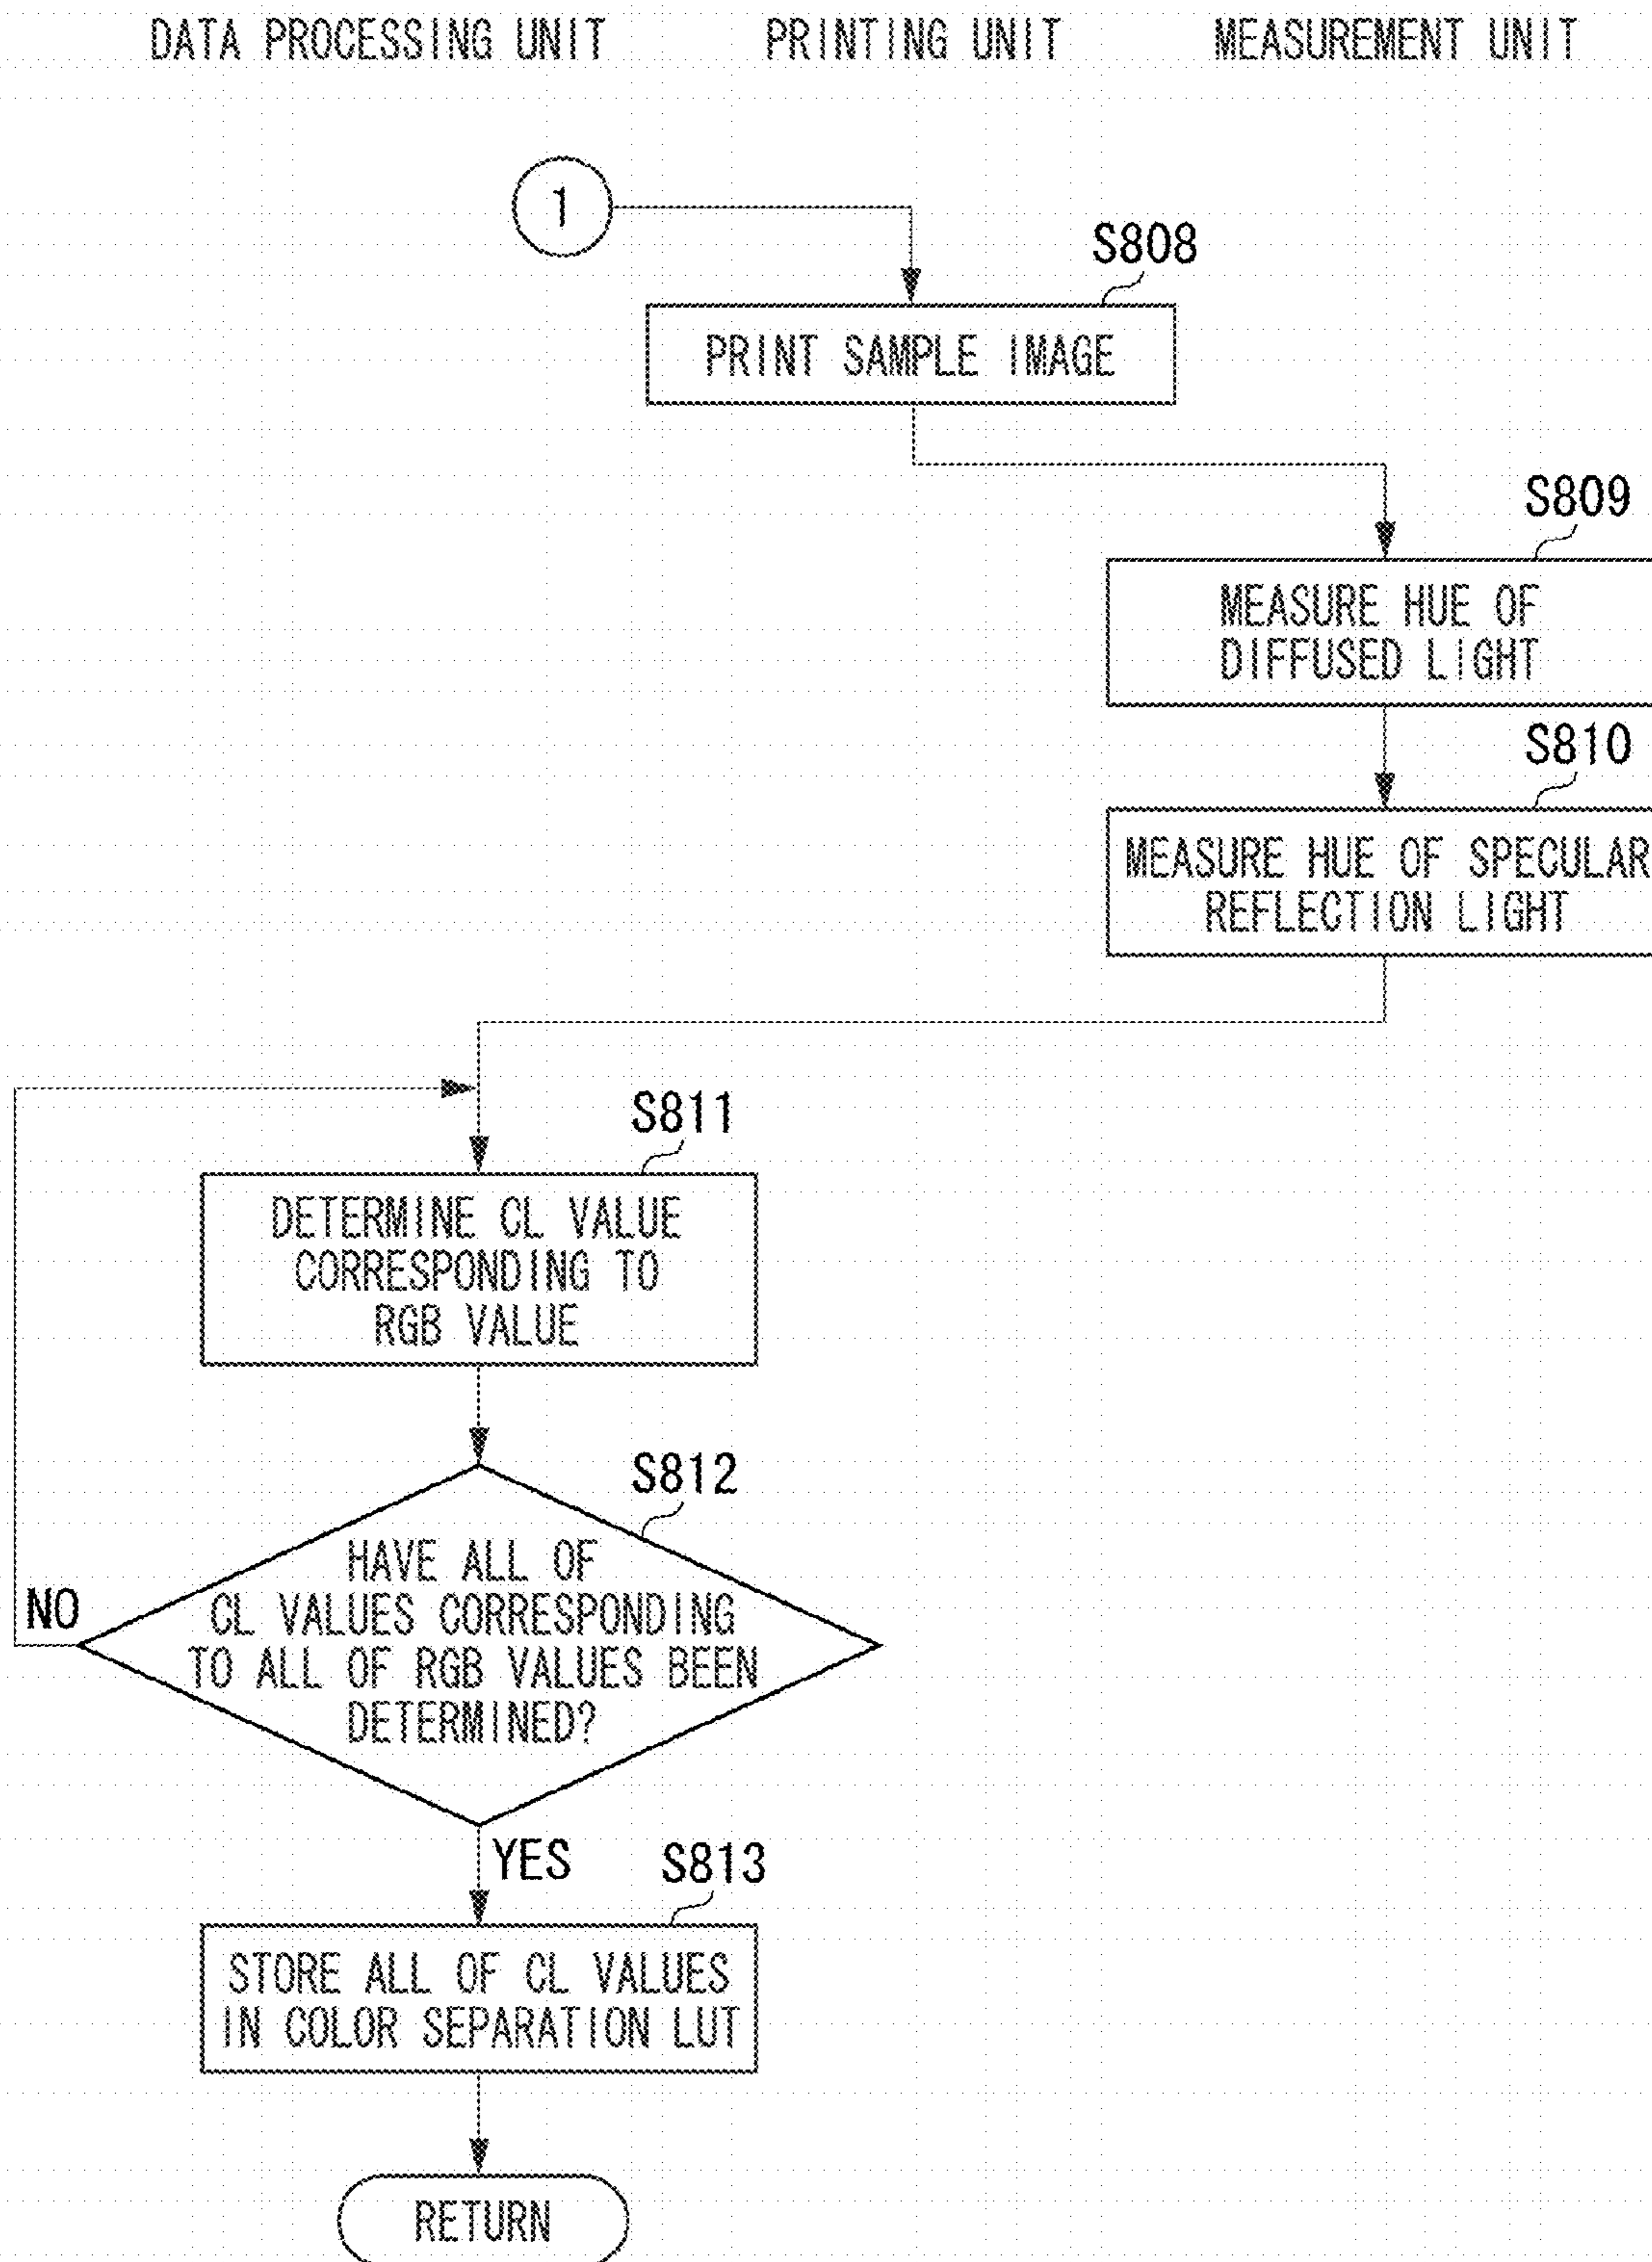 DATA PROCESSING UNIT PRINTING UNIT MEASUREMENT UNIT
1
S808
PRINT SAMPLE IMAGE
S809
MEASURE HUE OF
DIFFUSED LIGHT
S810
MEASURE HUE OF SPECULAR
REFLECTION LIGHT
S811
DETERMINE CL VALUE
CORRESPONDING TO
RGB VALUE
S812
HAVE ALL OF
CL VALUES CORRESPONDING
TO ALL OF RGB VALUES BEEN
DETERMINED?
NO
YES
S813
STORE ALL OF CL VALUES
IN COLOR SEPARATION LUT
RETURN